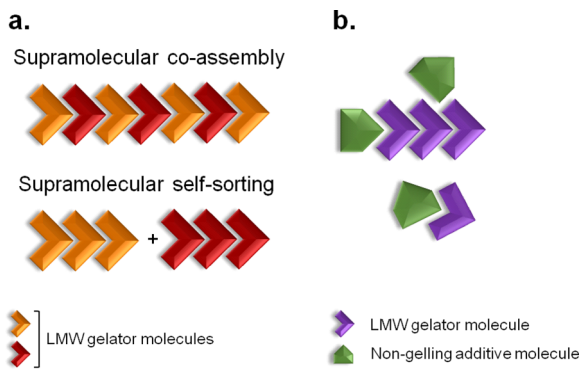 a.
Supramolecular co-assembly
Supramolecular self-sorting
+
LMW gelator molecules
b.
LMW gelator molecule
Non-gelling additive molecule